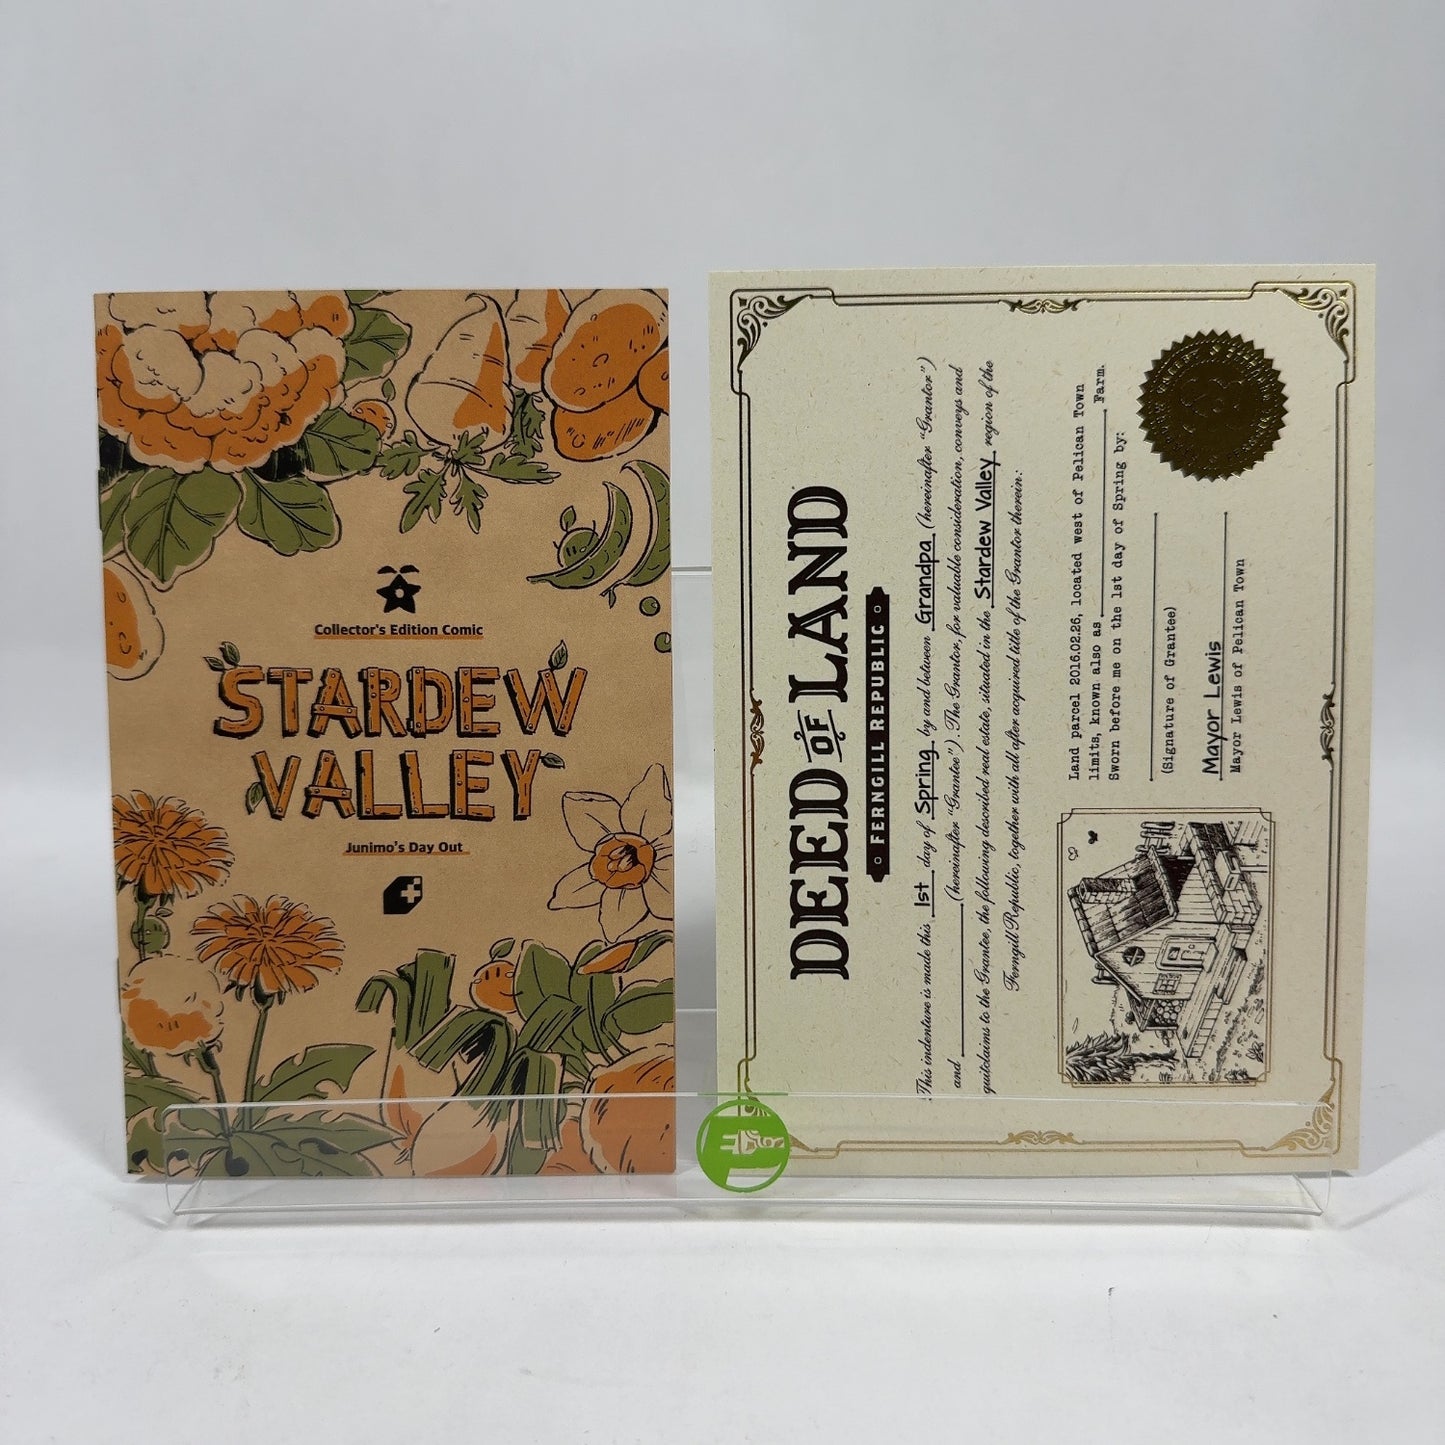 Collector's Edition Comic
STARDEW
VALLEY
Junimo's Day Out
DEED OF LAND
FERNGILL REPUBLIC
This indenture is made this 1st day of Spring by and between Grandpa (hereinafter "Grantor")
and (hereinafter "Grantee"). The Grantor, for valuable consideration, conveys and
quitclaims to the Grantee, the following described real estate, situated in the Stardew Valley region of the
Ferngill Republic, together with all after acquired title of the Grantor therein:
Land parcel 2016.02.26, located west of Pelican Town
limits, known also as Farm.
Sworn before me on the 1st day of Spring by:
(Signature of Grantee)
Mayor Lewis
Mayor Lewis of Pelican Town